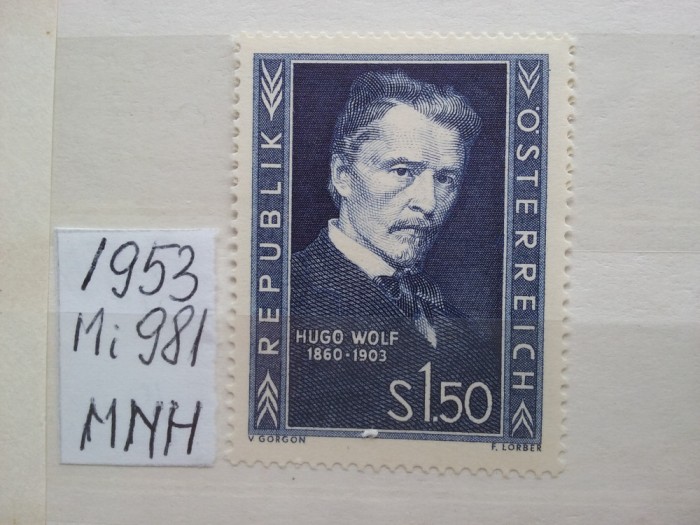 1953
Mi 981
MNH
REPUBLIK
ÖSTERREICH
HUGO WOLF
1860·1903
S1.50
V GORGON
F. LORBER